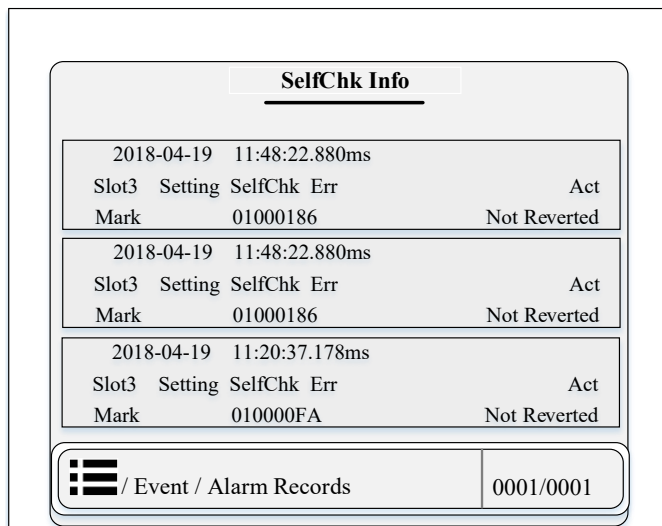 SelfChk Info
2018-04-19 11:48:22.880ms
Slot3 Setting SelfChk Err Act
Mark 01000186 Not Reverted
2018-04-19 11:48:22.880ms
Slot3 Setting SelfChk Err Act
Mark 01000186 Not Reverted
2018-04-19 11:20:37.178ms
Slot3 Setting SelfChk Err Act
Mark 010000FA Not Reverted
/ Event / Alarm Records 0001/0001